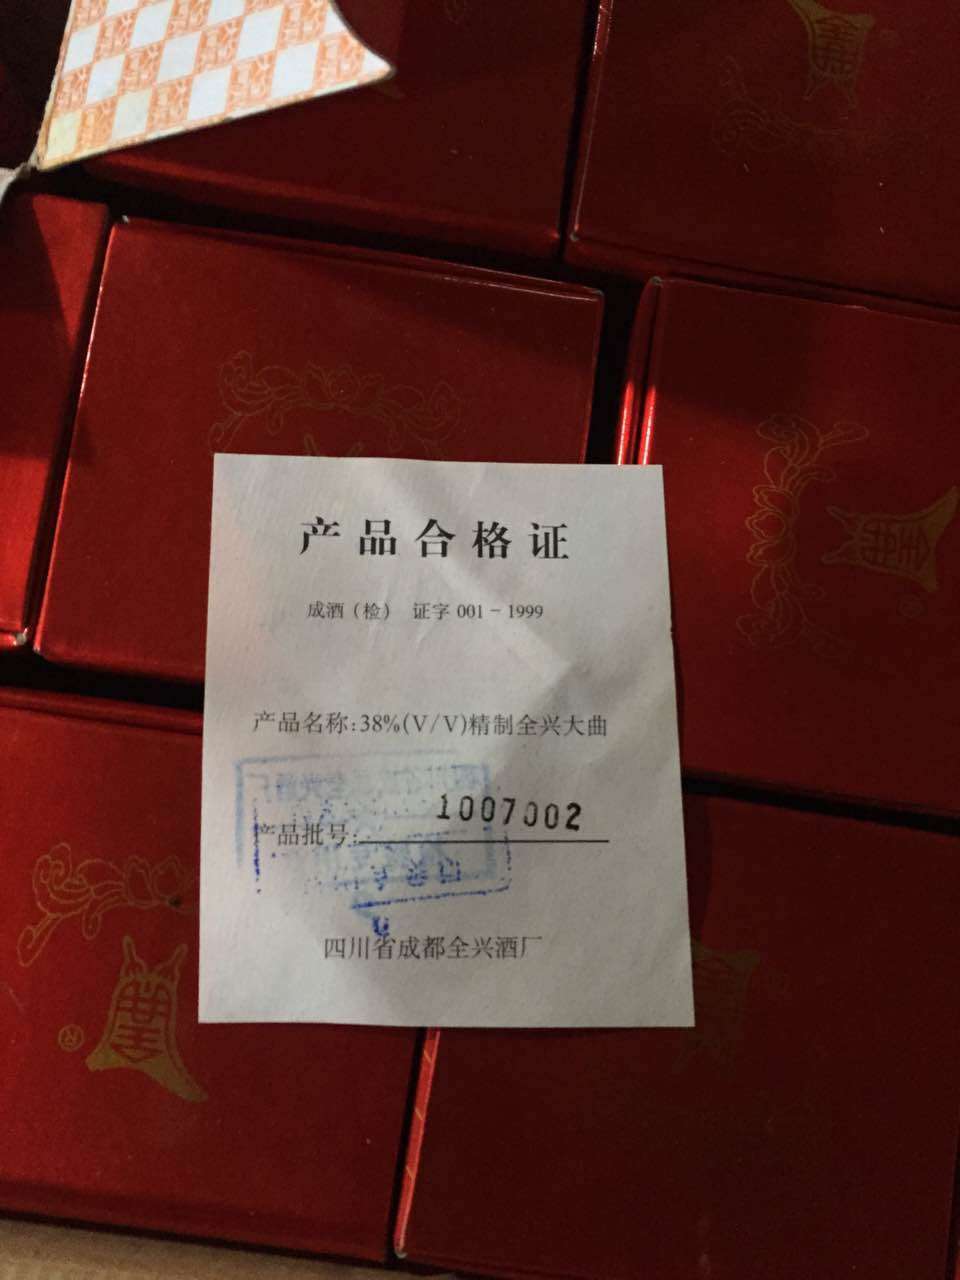 产品合格证
成酒（检） 证字 001－1999
产品名称:38%(V/V)精制全兴大曲
产品批号: 1007002
四川省成都全兴酒厂
®